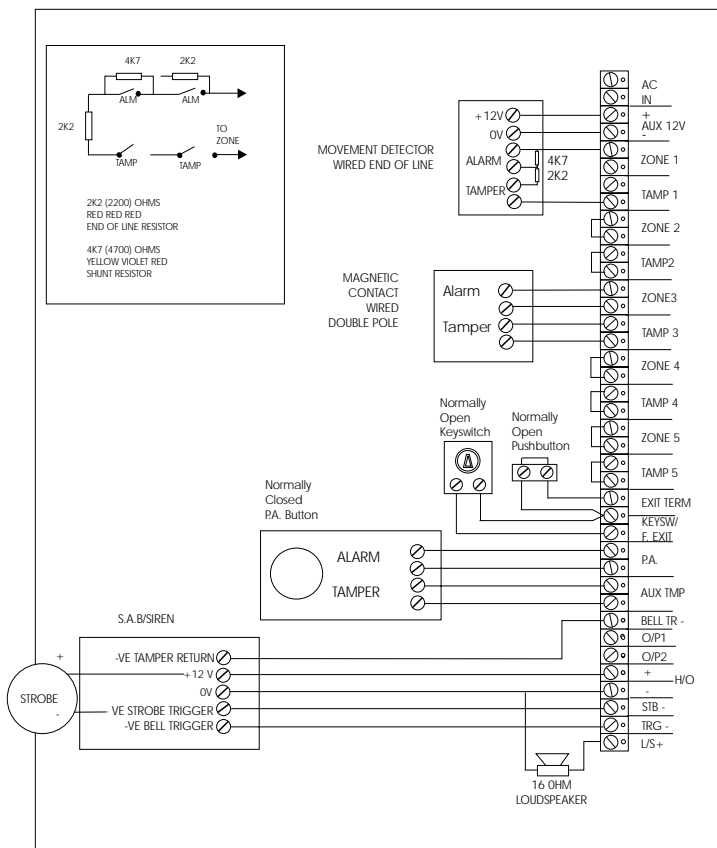 4K7
2K2
ALM
ALM
2K2
TO
ZONE
TAMP
TAMP
2K2 (2200) OHMS
RED RED RED
END OF LINE RESISTOR
4K7 (4700) OHMS
YELLOW VIOLET RED
SHUNT RESISTOR
MOVEMENT DETECTOR
WIRED END OF LINE
+12V
0V
ALARM
TAMPER
4K7
2K2
MAGNETIC
CONTACT
WIRED
DOUBLE POLE
Alarm
Tamper
Normally
Open
Keyswitch
Normally
Open
Pushbutton
Normally
Closed
P.A. Button
ALARM
TAMPER
S.A.B/SIREN
+
STROBE
-
-VE TAMPER RETURN
+12 V
0V
-VE STROBE TRIGGER
-VE BELL TRIGGER
16 0HM
LOUDSPEAKER
AC
IN
+
AUX 12V
-
ZONE 1
TAMP 1
ZONE 2
TAMP2
ZONE3
TAMP 3
ZONE 4
TAMP 4
ZONE 5
TAMP 5
EXIT TERM
KEYSW/
F. EXIT
P.A.
AUX TMP
BELL TR -
O/P1
O/P2
+
H/O
-
STB -
TRG -
L/S+